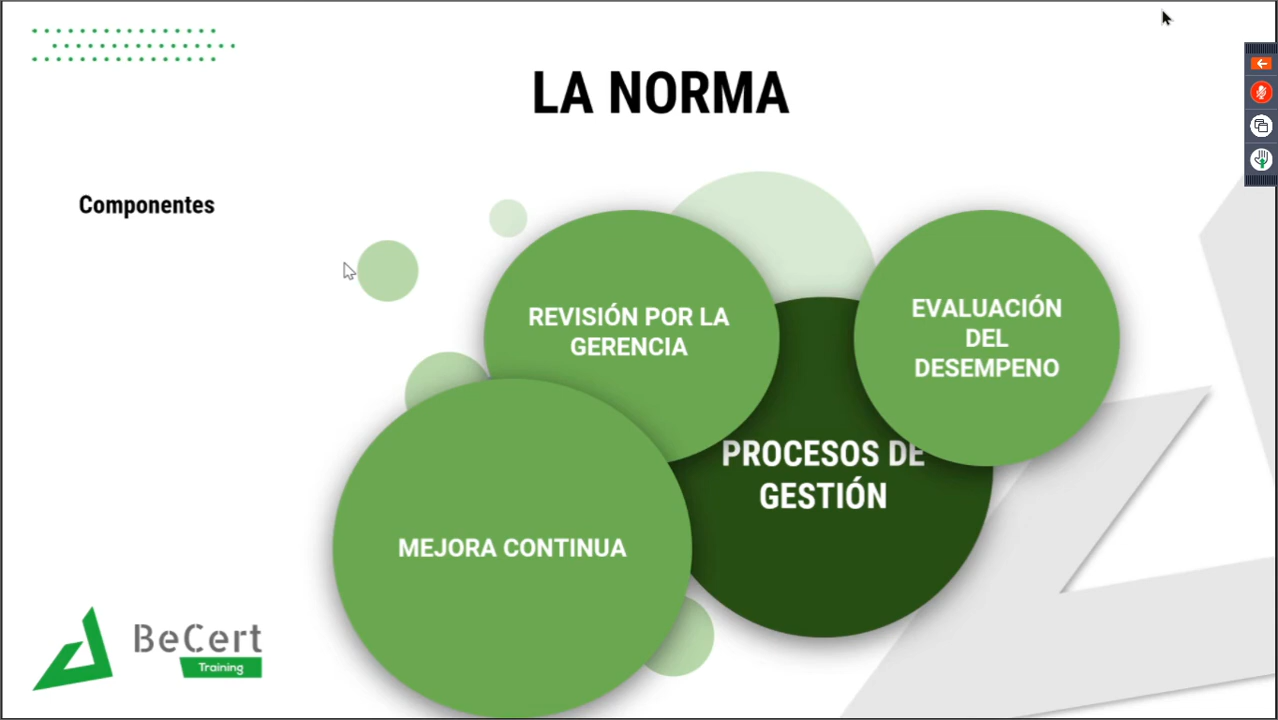 LA NORMA
Componentes
REVISIÓN POR LA
GERENCIA
EVALUACIÓN
DEL
DESEMPENO
PROCESOS DE
GESTIÓN
MEJORA CONTINUA
BeCert
Training